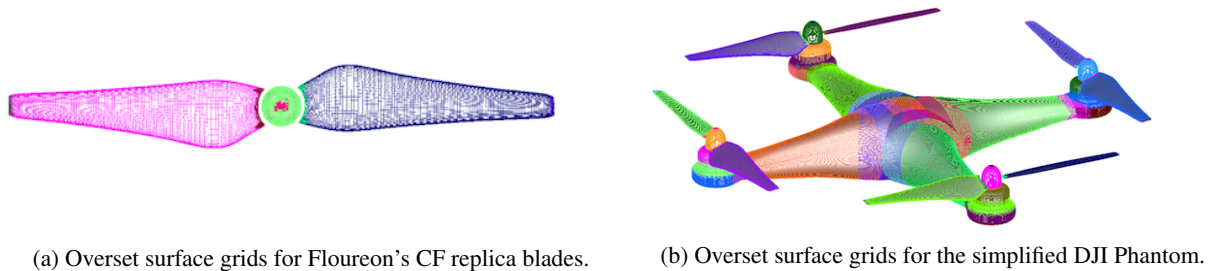 (a) Overset surface grids for Floureon's CF replica blades.
(b) Overset surface grids for the simplified DJI Phantom.